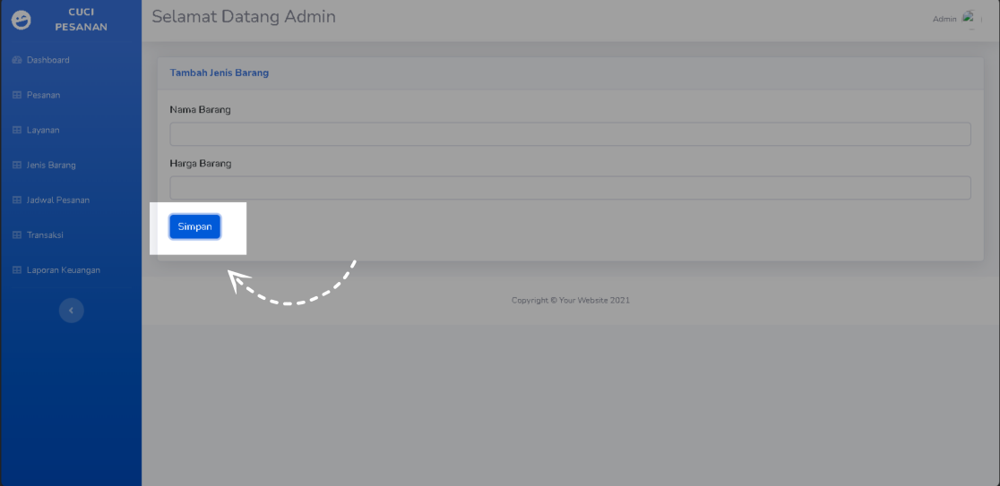 CUCI
PESANAN
Selamat Datang Admin
Admin
Dashboard
Pesanan
Layanan
Jenis Barang
Jadwal Pesanan
Transaksi
Laporan Keuangan
Tambah Jenis Barang
Nama Barang
Harga Barang
Simpan
Copyright © Your Website 2021